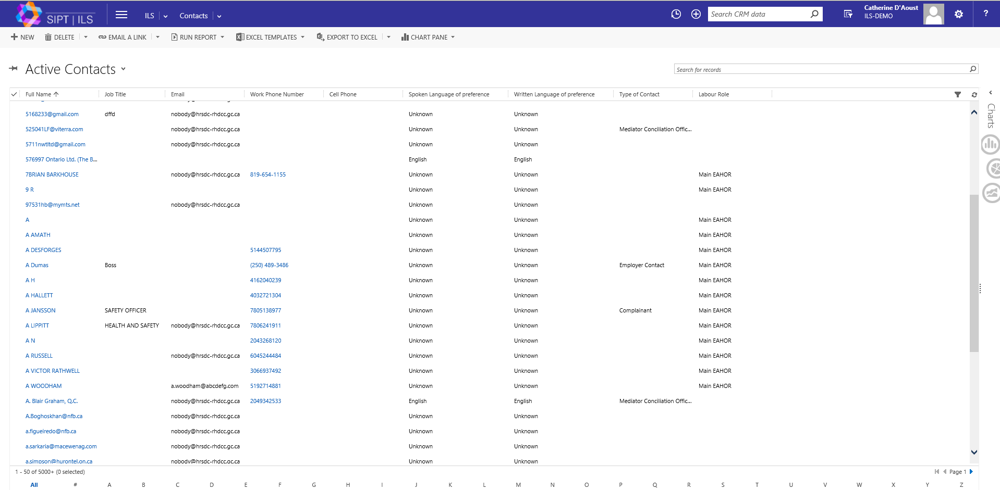 SIPT | ILS
ILS
Contacts
Search CRM data
Catherine D'Aoust
ILS-DEMO
?
NEW
DELETE
EMAIL A LINK
RUN REPORT
EXCEL TEMPLATES
EXPORT TO EXCEL
CHART PANE
Active Contacts
Search for records
Full Name Job Title Email Work Phone Number Cell Phone Spoken Language of preference Written Language of preference Type of Contact Labour Role
Charts
5168233@gmail.com dffd nobody@hrsdc-rhdcc.gc.ca Unknown Unknown
525041LF@viterra.com nobody@hrsdc-rhdcc.gc.ca Unknown Unknown Mediator Conciliation Offic...
5711nwtltd@gmail.com nobody@hrsdc-rhdcc.gc.ca Unknown Unknown
576997 Ontario Ltd. (The B... English English
7BRIAN BARKHOUSE nobody@hrsdc-rhdcc.gc.ca 819-654-1155 Unknown Unknown Main EAHOR
9 R Unknown Unknown Main EAHOR
97531hb@mymts.net nobody@hrsdc-rhdcc.gc.ca Unknown Unknown
A Unknown Unknown Main EAHOR
A AMATH Unknown Unknown Main EAHOR
A DESFORGES 5144507795 Unknown Unknown Main EAHOR
A Dumas Boss (250) 489-3486 Unknown Unknown Employer Contact Main EAHOR
A H 4162040239 Unknown Unknown Main EAHOR
A HALLETT 4032721304 Unknown Unknown Main EAHOR
A JANSSON SAFETY OFFICER 7805138977 Unknown Unknown Complainant Main EAHOR
A LIPPITT HEALTH AND SAFETY nobody@hrsdc-rhdcc.gc.ca 7806241911 Unknown Unknown Main EAHOR
A N 2043268120 Unknown Unknown Main EAHOR
A RUSSELL nobody@hrsdc-rhdcc.gc.ca 6045244484 Unknown Unknown Main EAHOR
A VICTOR RATHWELL 3066937492 Unknown Unknown Main EAHOR
A WOODHAM a.woodham@abcdefg.com 5192714881 Unknown Unknown Main EAHOR
A. Blair Graham, Q.C. nobody@hrsdc-rhdcc.gc.ca 2049342533 English English Mediator Conciliation Offic...
A.Boghoskhan@nfb.ca nobody@hrsdc-rhdcc.gc.ca Unknown Unknown
a.figueiredo@nfb.ca nobody@hrsdc-rhdcc.gc.ca Unknown Unknown
a.sarkaria@macewenag.com nobody@hrsdc-rhdcc.gc.ca Unknown Unknown
a.simpson@hurontel.on.ca nobody@hrsdc-rhdcc.gc.ca Unknown Unknown
1 - 50 of 5000+ (0 selected) Page 1
All # A B C D E F G H I J K L M N O P Q R S T U V W X Y Z